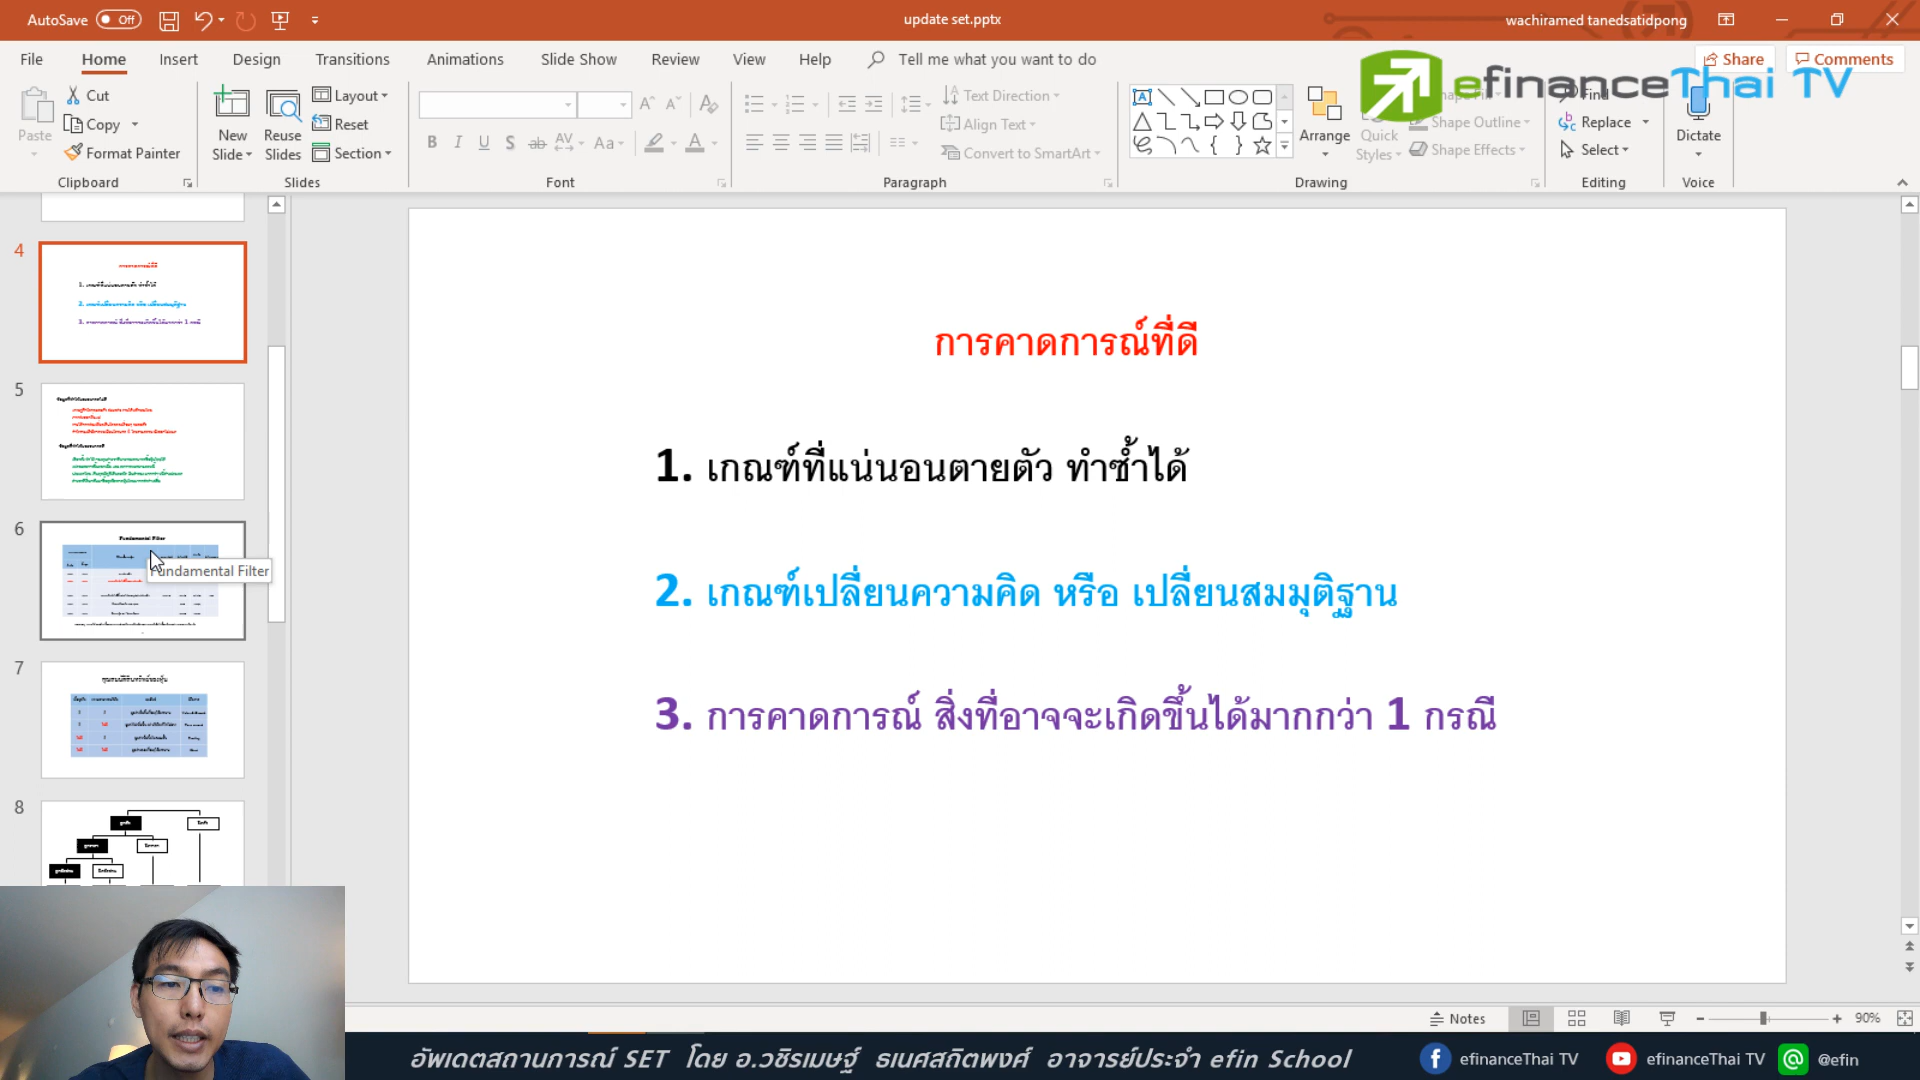 AutoSave Off
update set.pptx
wachiramed tanedsatidpong
File Home Insert Design Transitions Animations Slide Show Review View Help Tell me what you want to do
Share Comments
efinanceThai TV
Paste
Cut
Copy
Format Painter
Clipboard
New Slide
Reuse Slides
Layout
Reset
Section
Slides
Aa
Font
Text Direction
Align Text
Convert to SmartArt
Paragraph
Arrange
Quick Styles
Shape Outline
Shape Effects
Drawing
Find
Replace
Select
Editing
Dictate
Voice
4
5
6
Fundamental Filter
Fundamental Filter
7
8
การคาดการณ์ที่ดี
1. เกณฑ์ที่แน่นอนตายตัว ทำซ้ำได้
2. เกณฑ์เปลี่ยนความคิด หรือ เปลี่ยนสมมุติฐาน
3. การคาดการณ์ สิ่งที่อาจจะเกิดขึ้นได้มากกว่า 1 กรณี
Notes
90%
อัพเดตสถานการณ์ SET โดย อ.วชิรเมษฐ์ ธเนศสถิตพงศ์ อาจารย์ประจำ efin School
efinanceThai TV
efinanceThai TV
@efin